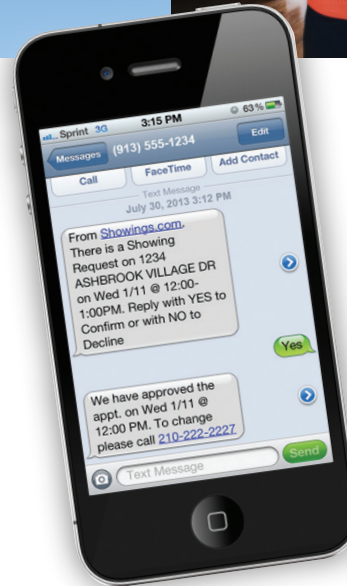 Sprint 3G 3:15 PM 63%
Messages (913) 555-1234 Edit
Call FaceTime Add Contact
Text Message
July 30, 2013 3:12 PM
From Showings.com.
There is a Showing
Request on 1234
ASHBROOK VILLAGE DR
on Wed 1/11 @ 12:00-
1:00PM. Reply with YES to
Confirm or with NO to
Decline
Yes
We have approved the
appt. on Wed 1/11 @
12:00 PM. To change
please call 210-222-2227
Text Message Send